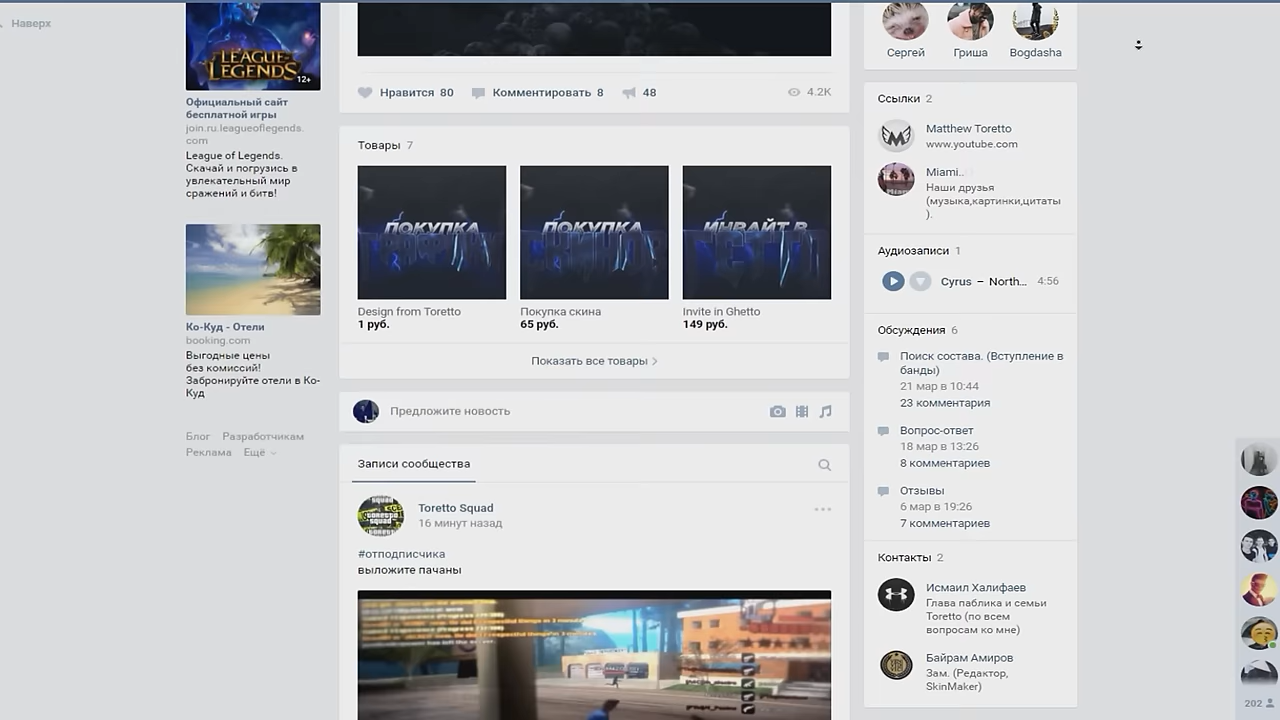 Наверх
LEAGUE
LEGENDS
12+
Официальный сайт
бесплатной игры
join.ru.leagueoflegends.
com
League of Legends.
Скачай и погрузись в
увлекательный мир
сражений и битв!
Ко-Куд - Отели
booking.com
Выгодные цены
без комиссий!
Забронируйте отели в Ко-
Куд
Блог Разработчикам
Реклама Ещё
Нравится 80 Комментировать 8 48 4.2K
Товары 7
ПОКУПКА
ПОКУПКА
ИНВАЙТ В
Design from Toretto
1 руб.
Покупка скина
65 руб.
Invite in Ghetto
149 руб.
Показать все товары
Предложите новость
Записи сообщества
Toretto Squad
16 минут назад
#отподписчика
выложите пачаны
Сергей Гриша Bogdasha
Ссылки 2
Matthew Toretto
www.youtube.com
Miami..
Наши друзья
(музыка,картинки,цитаты
).
Аудиозаписи 1
Cyrus – North... 4:56
Обсуждения 6
Поиск состава. (Вступление в
банды)
21 мар в 10:44
23 комментария
Вопрос-ответ
18 мар в 13:26
8 комментариев
Отзывы
6 мар в 19:26
7 комментариев
Контакты 2
Исмаил Халифаев
Глава паблика и семьи
Toretto (по всем
вопросам ко мне)
Байрам Амиров
Зам. (Редактор,
SkinMaker)
202